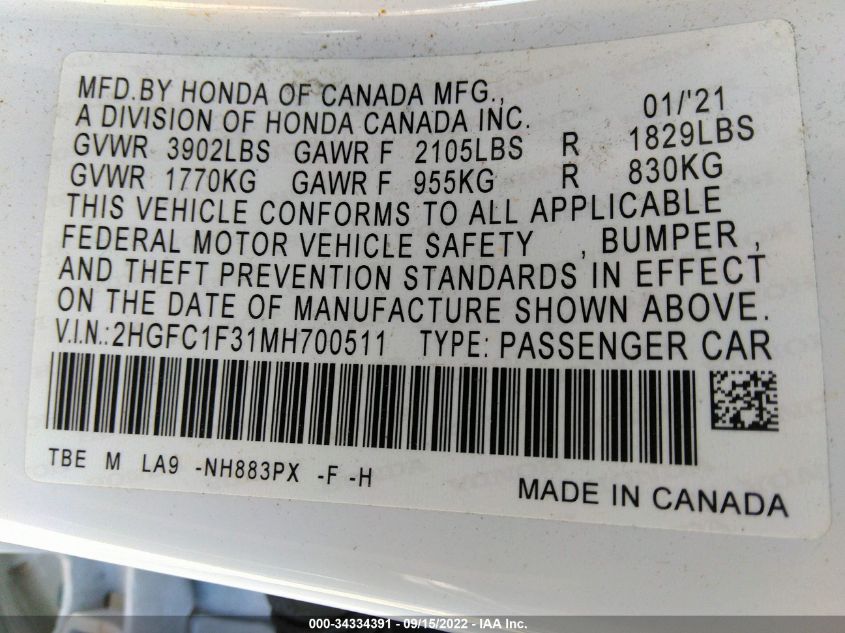 MFD.BY HONDA OF CANADA MFG., 01/'21
A DIVISION OF HONDA CANADA INC.
GVWR 3902LBS GAWR F 2105LBS R 1829LBS
GVWR 1770KG GAWR F 955KG R 830KG
THIS VEHICLE CONFORMS TO ALL APPLICABLE
FEDERAL MOTOR VEHICLE SAFETY , BUMPER ,
AND THEFT PREVENTION STANDARDS IN EFFECT
ON THE DATE OF MANUFACTURE SHOWN ABOVE.
V.I.N.: 2HGFC1F31MH700511 TYPE: PASSENGER CAR
TBE M LA9 -NH883PX -F -H
MADE IN CANADA
000-34334391 - 09/15/2022 - IAA Inc.